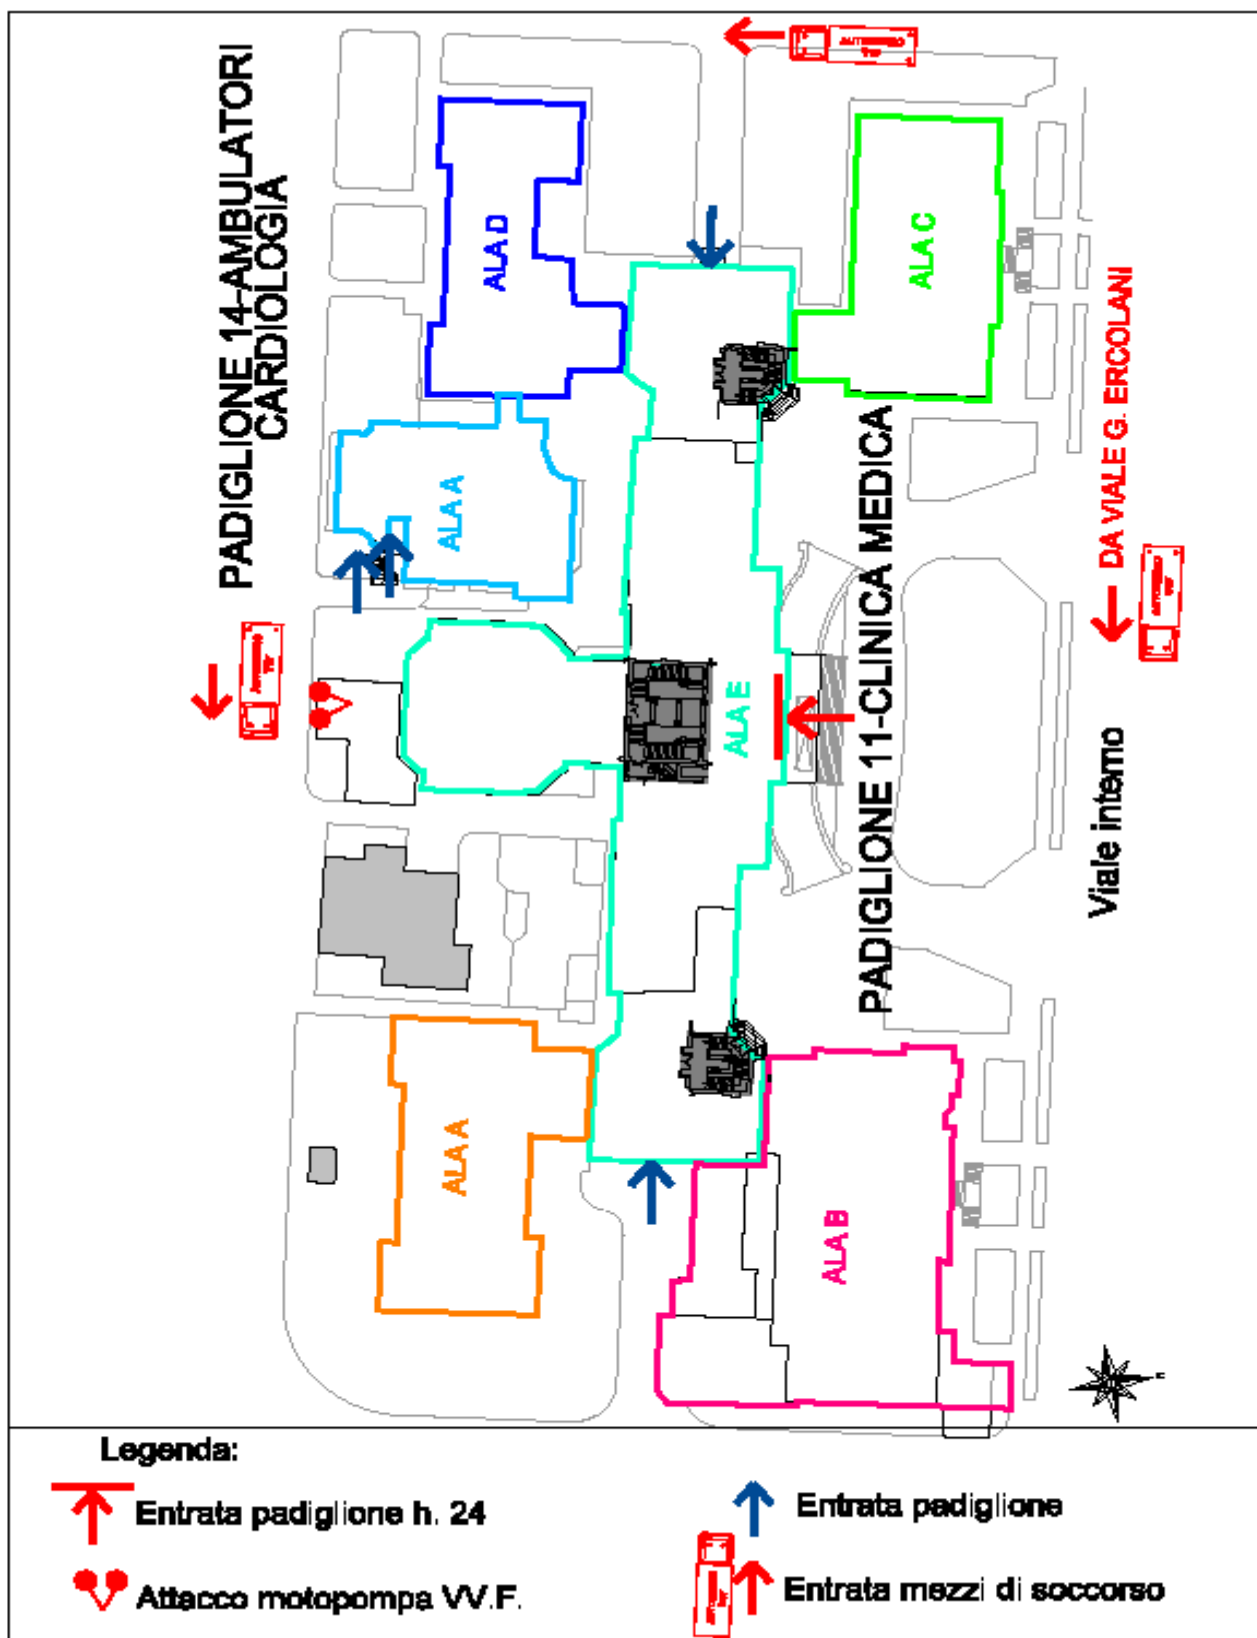 PADIGLIONE 14-AMBULATORI
CARDIOLOGIA
ALA D
ALA C
ALA A
DA VIALE G. ERCOLANI
ALA E
PADIGLIONE 11-CLINICA MEDICA
Viale interno
ALA A
ALA B
Legenda:
Entrata padiglione h. 24
Entrata padiglione
Attacco motopompa VV.F.
Entrata mezzi di soccorso